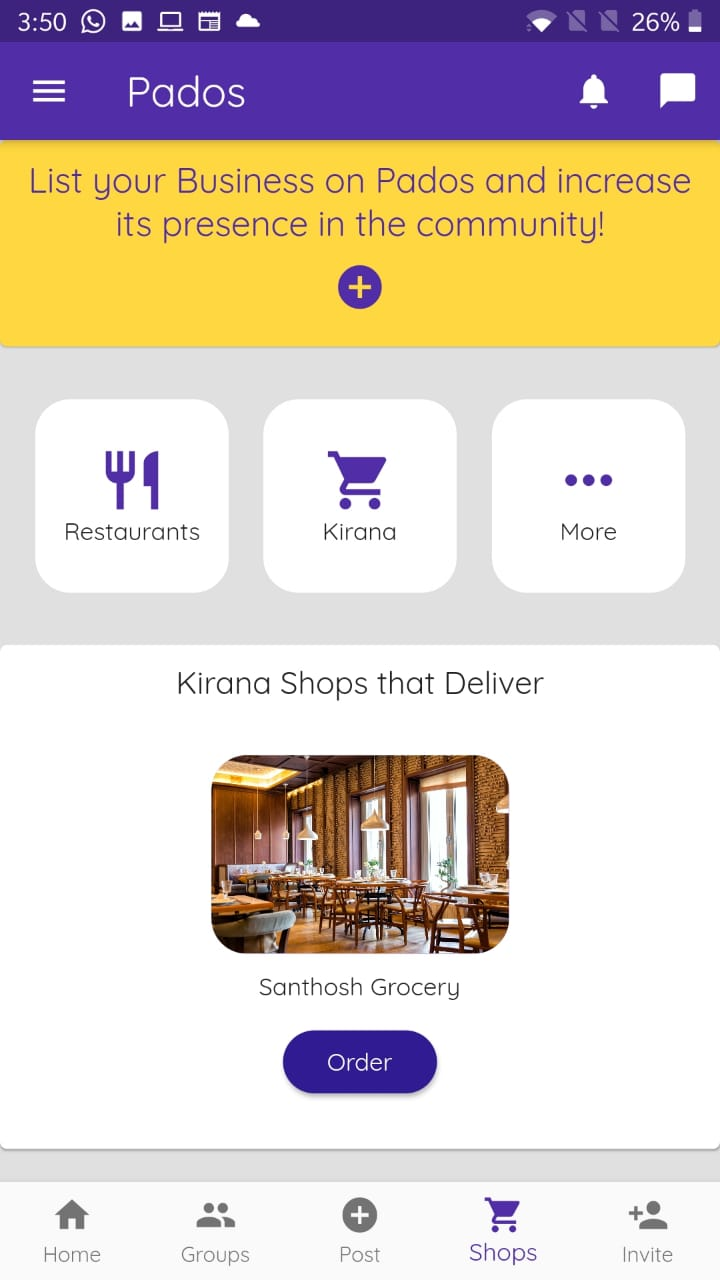 3:50
26%
Pados
List your Business on Pados and increase
its presence in the community!
Restaurants
Kirana
More
Kirana Shops that Deliver
Santhosh Grocery
Order
Home
Groups
Post
Shops
Invite